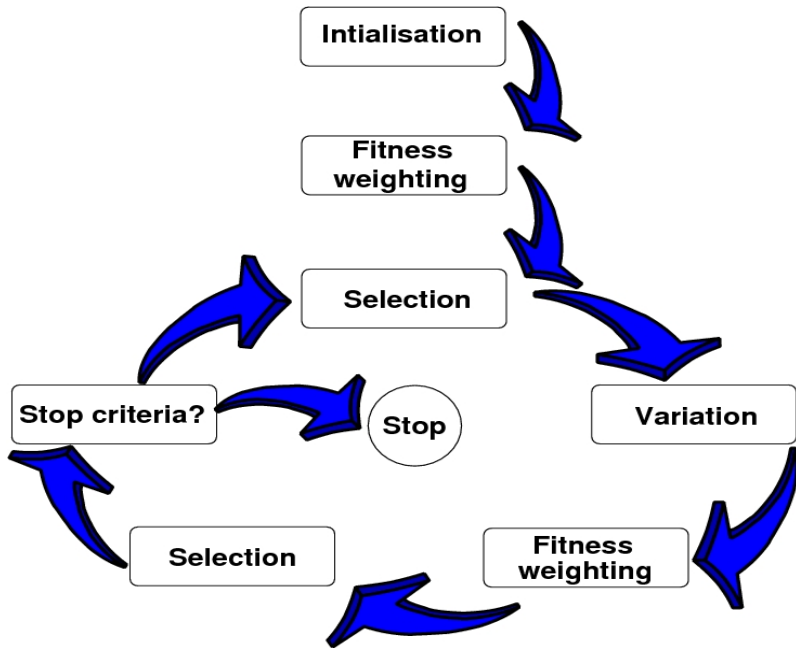 Intialisation
Fitness
weighting
Selection
Stop criteria?
Stop
Variation
Selection
Fitness
weighting